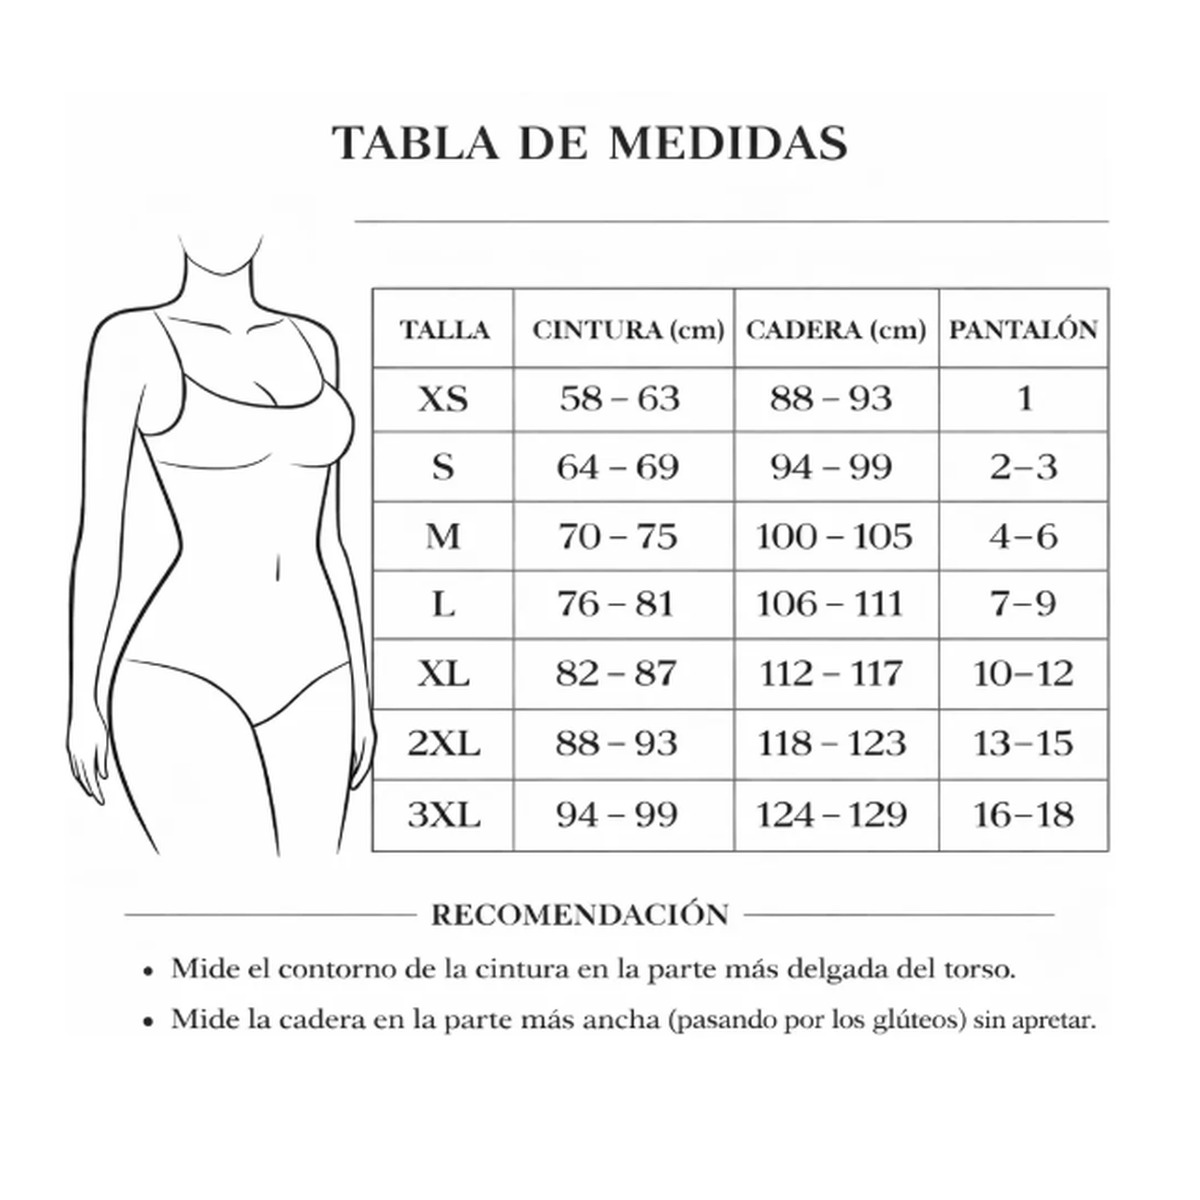 TABLA DE MEDIDAS
TALLA CINTURA (cm) CADERA (cm) PANTALÓN
XS 58 – 63 88 – 93 1
S 64 – 69 94 – 99 2–3
M 70 – 75 100 – 105 4–6
L 76 – 81 106 – 111 7–9
XL 82 – 87 112 – 117 10–12
2XL 88 – 93 118 – 123 13–15
3XL 94 – 99 124 – 129 16–18
RECOMENDACIÓN
• Mide el contorno de la cintura en la parte más delgada del torso.
• Mide la cadera en la parte más ancha (pasando por los glúteos) sin apretar.